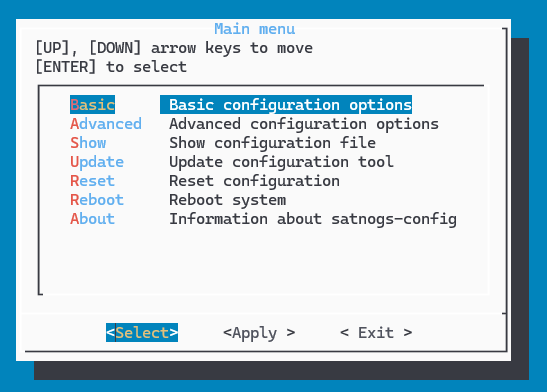 Main menu
[UP], [DOWN] arrow keys to move
[ENTER] to select
Basic Basic configuration options
Advanced Advanced configuration options
Show Show configuration file
Update Update configuration tool
Reset Reset configuration
Reboot Reboot system
About Information about satnogs-config
<Select> <Apply > < Exit >